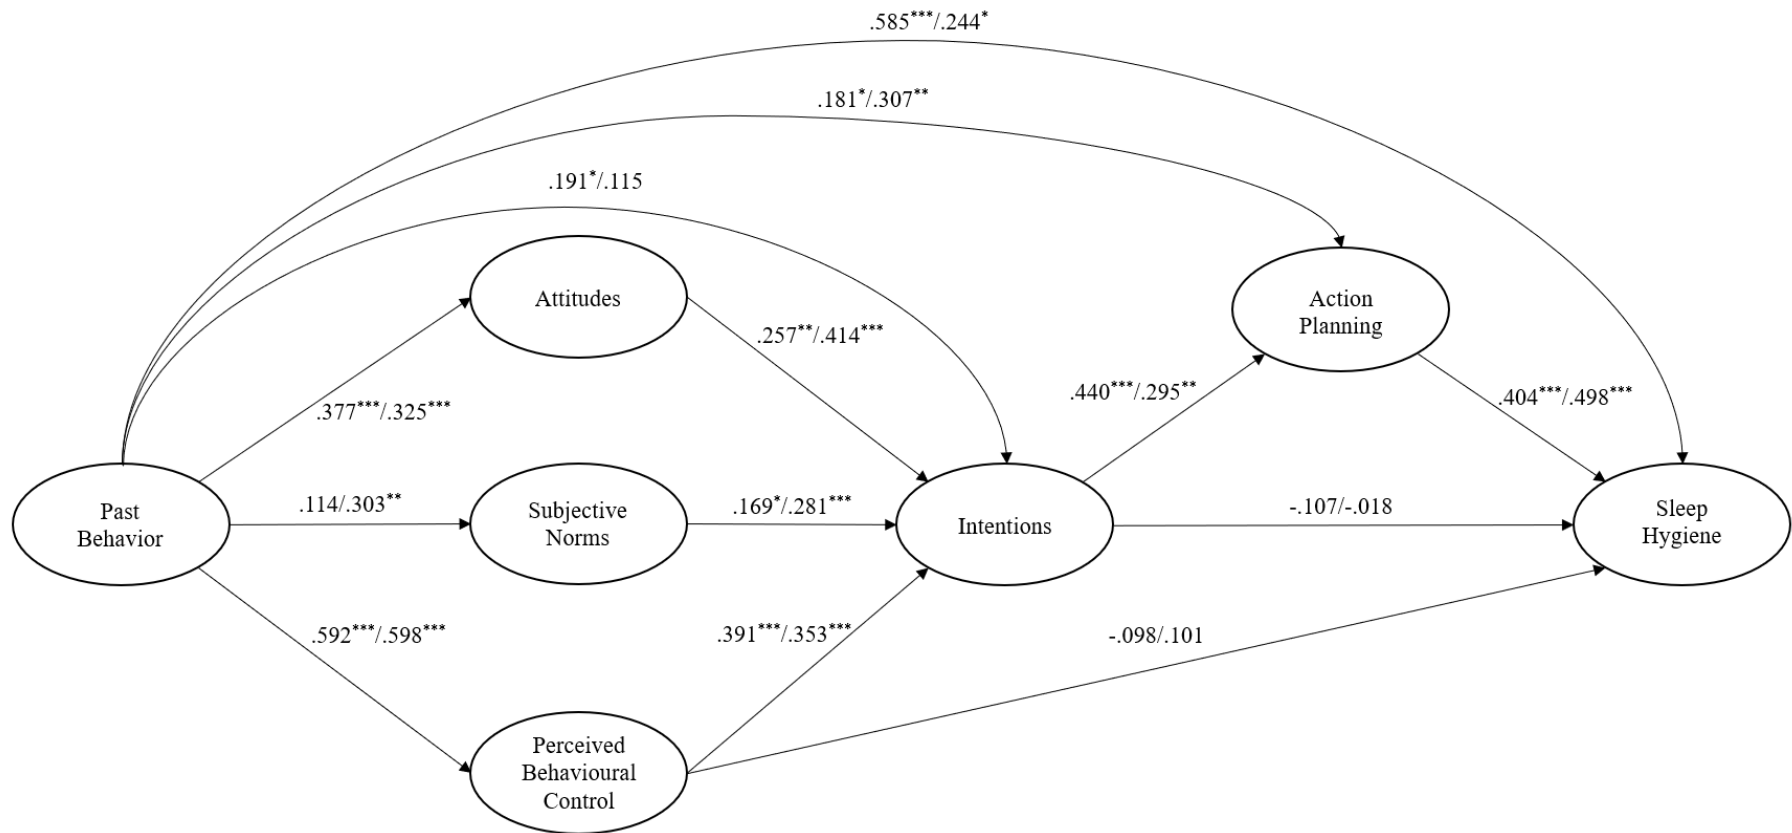 .585***/.244*
.181*/.307**
.191*/.115
Attitudes
Action
Planning
.257**/.414***
.377***/.325***
.440***/.295**
.404***/.498***
Past
Behavior
.114/.303**
Subjective
Norms
.169*/.281***
Intentions
-.107/-.018
Sleep
Hygiene
.592***/.598***
.391***/.353***
-.098/.101
Perceived
Behavioural
Control